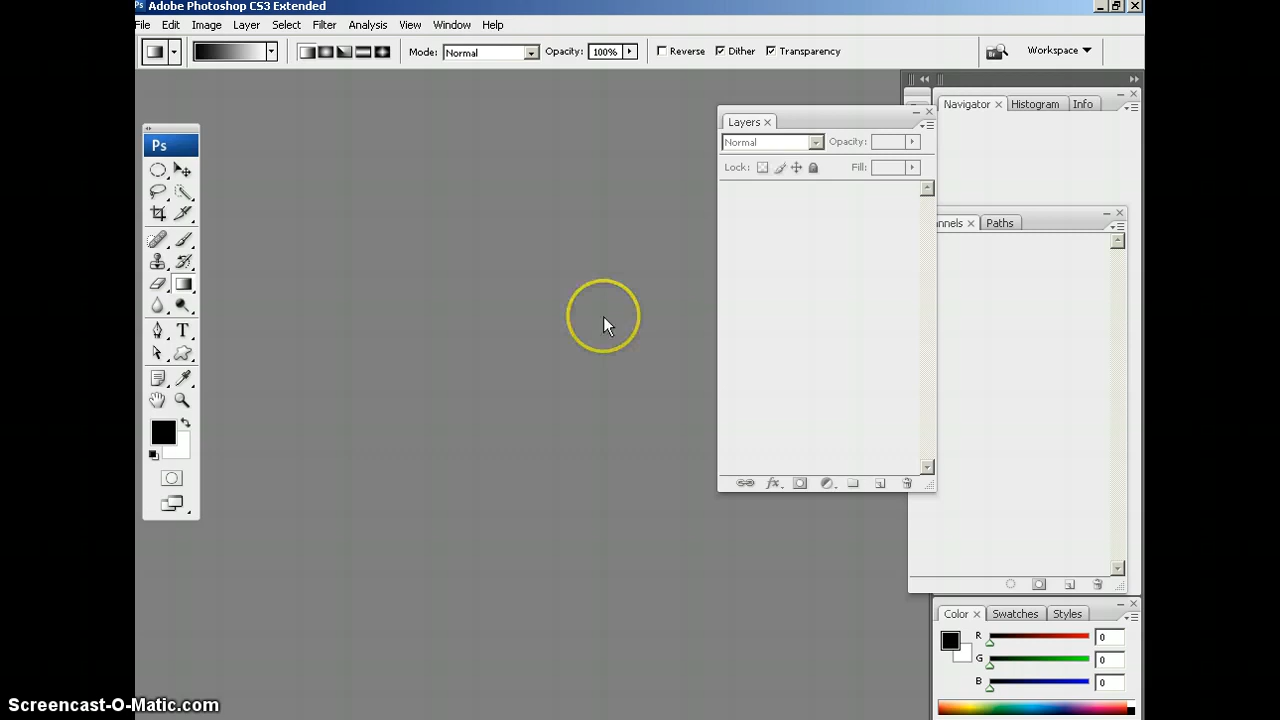 Ps Adobe Photoshop CS3 Extended
File Edit Image Layer Select Filter Analysis View Window Help
Mode: Normal Opacity: 100% Reverse Dither Transparency Workspace
Navigator Histogram Info
Layers
Ps
Normal Opacity:
Lock: Fill:
nnels Paths
T
fx
Color Swatches Styles
R 0
G 0
B 0
Screencast-O-Matic.com